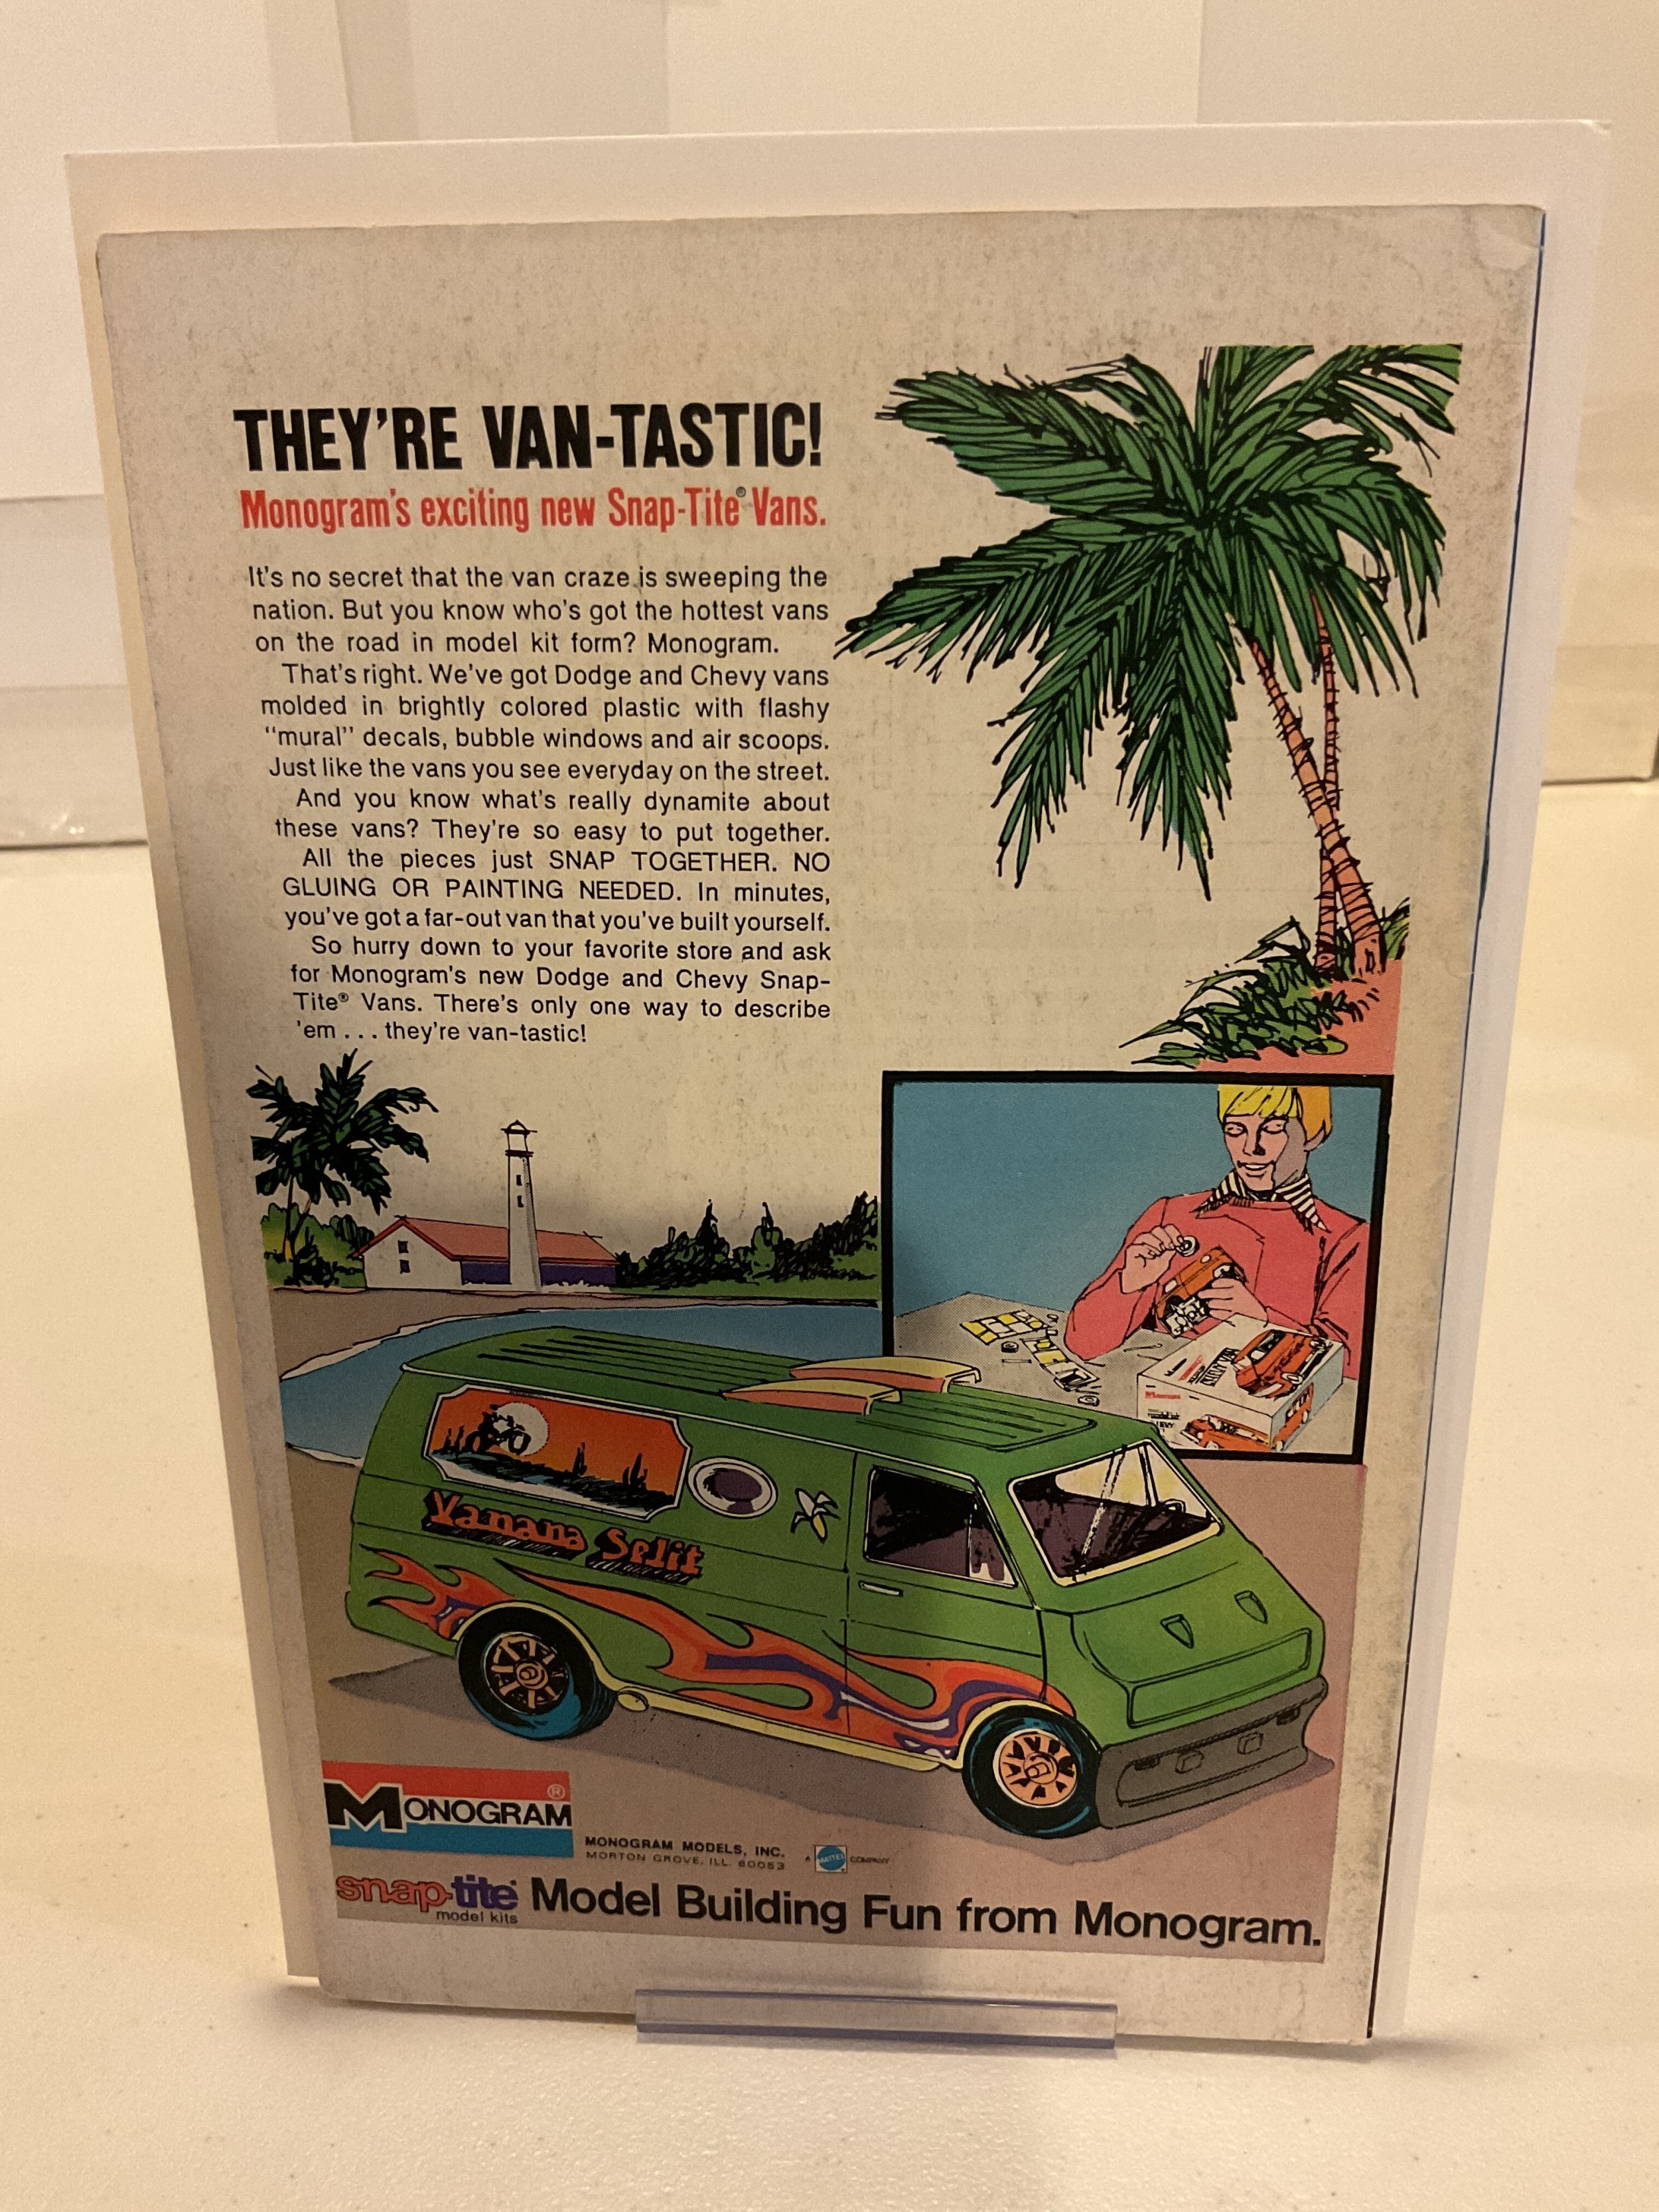 THEY'RE VAN-TASTIC!
Monogram's exciting new Snap-Tite® Vans.
It's no secret that the van craze is sweeping the
nation. But you know who's got the hottest vans
on the road in model kit form? Monogram.
That's right. We've got Dodge and Chevy vans
molded in brightly colored plastic with flashy
"mural" decals, bubble windows and air scoops.
Just like the vans you see everyday on the street.
And you know what's really dynamite about
these vans? They're so easy to put together.
All the pieces just SNAP TOGETHER. NO
GLUING OR PAINTING NEEDED. In minutes,
you've got a far-out van that you've built yourself.
So hurry down to your favorite store and ask
for Monogram's new Dodge and Chevy Snap-
Tite® Vans. There's only one way to describe
'em . . . they're van-tastic!
Vanana Split
MONOGRAM®
MONOGRAM MODELS, INC.
MORTON GROVE, ILL. 60053
A MATTEL COMPANY
snap-tite
model kits
Model Building Fun from Monogram.